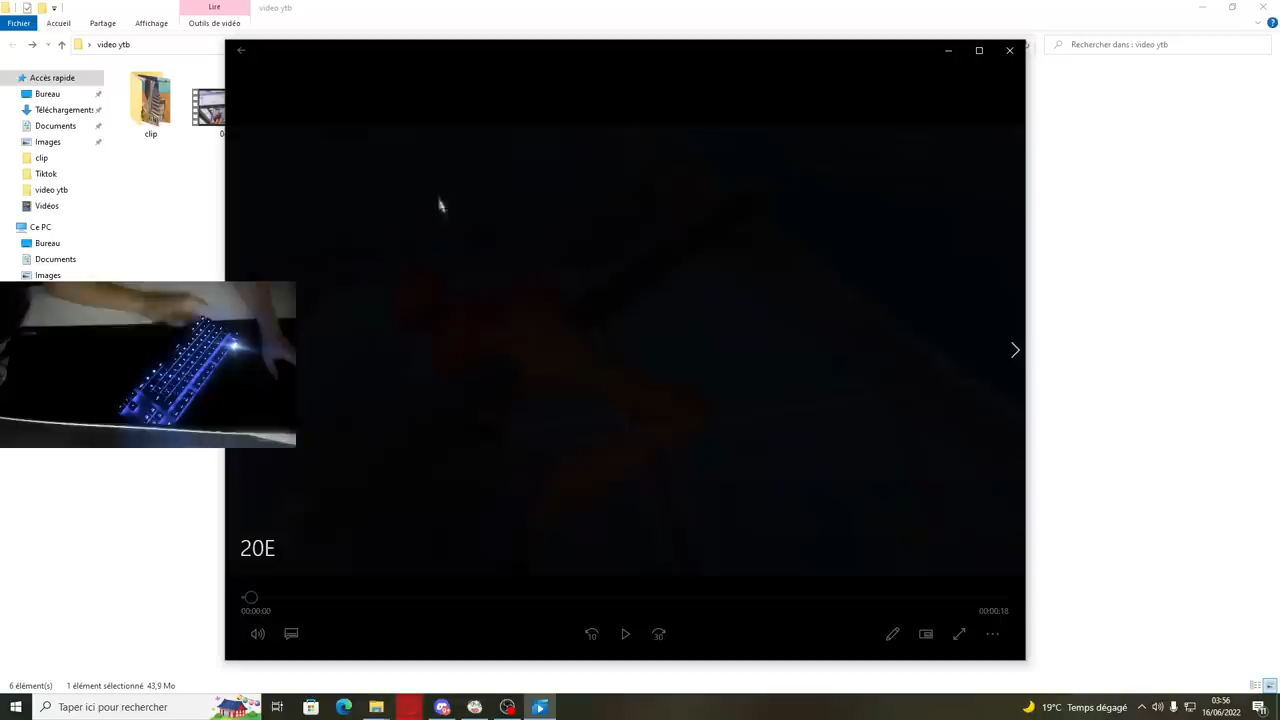 Lire
video ytb
Fichier
Accueil
Partage
Affichage
Outils de vidéo
video ytb
Rechercher dans : video ytb
Accès rapide
Bureau
Téléchargements
Documents
Images
clip
Tiktok
video ytb
Vidéos
Ce PC
Bureau
Documents
Images
clip
20E
00:00:00
00:00:18
10
30
6 élément(s)
1 élément sélectionné 43,9 Mo
Taper ici pour rechercher
19°C Temps dégagé
03:56
16/06/2022